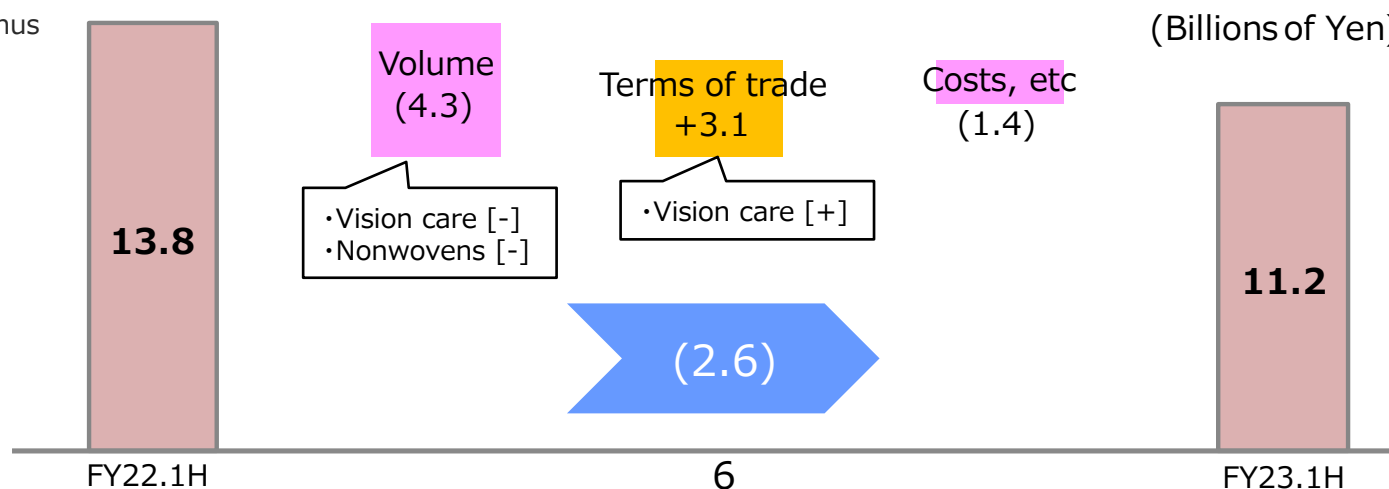 (Billions of Yen)
Volume
(4.3)
Terms of trade
+3.1
Costs, etc
(1.4)
・Vision care [-]
・Nonwovens [-]
・Vision care [+]
13.8
11.2
(2.6)
FY22.1H
6
FY23.1H